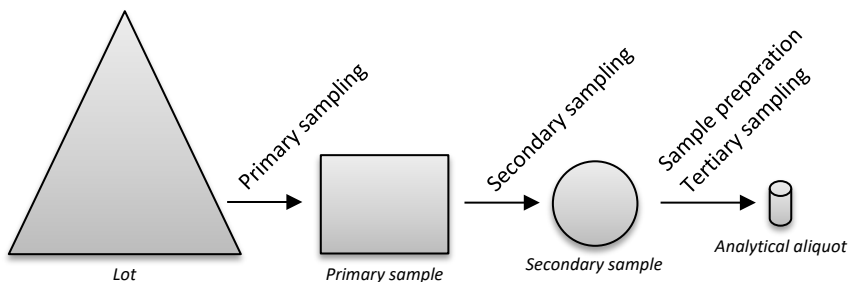 Primary sampling
Secondary sampling
Sample preparation
Tertiary sampling
Lot
Primary sample
Secondary sample
Analytical aliquot